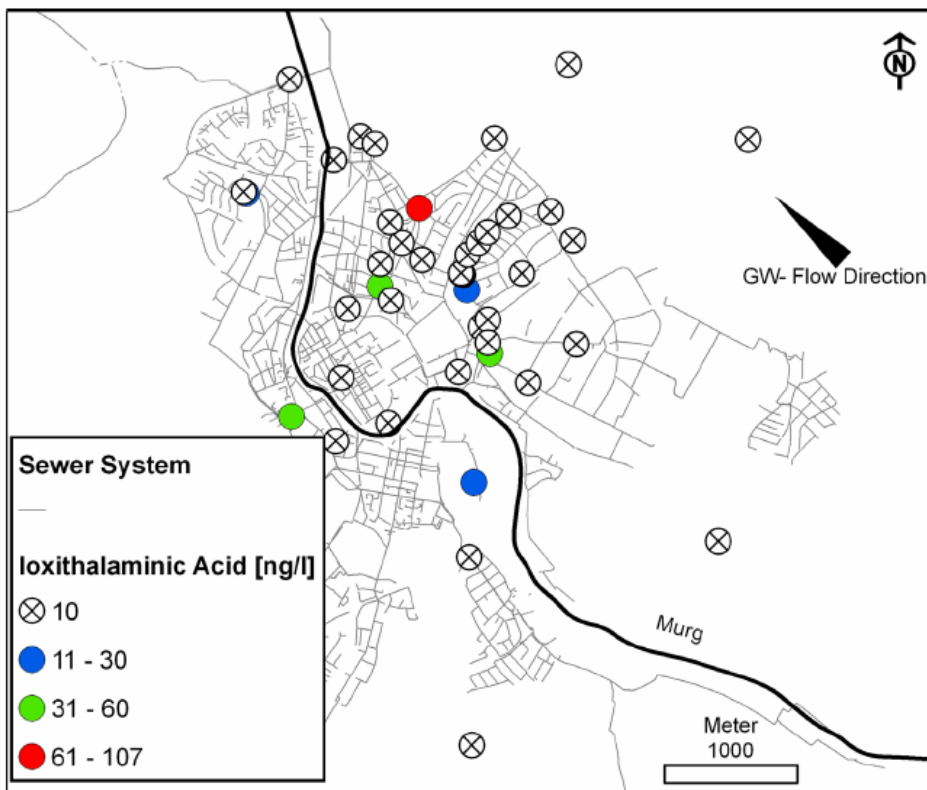 N
GW- Flow Direction
Sewer System
Ioxithalaminic Acid [ng/l]
10
11 - 30
31 - 60
61 - 107
Murg
Meter
1000